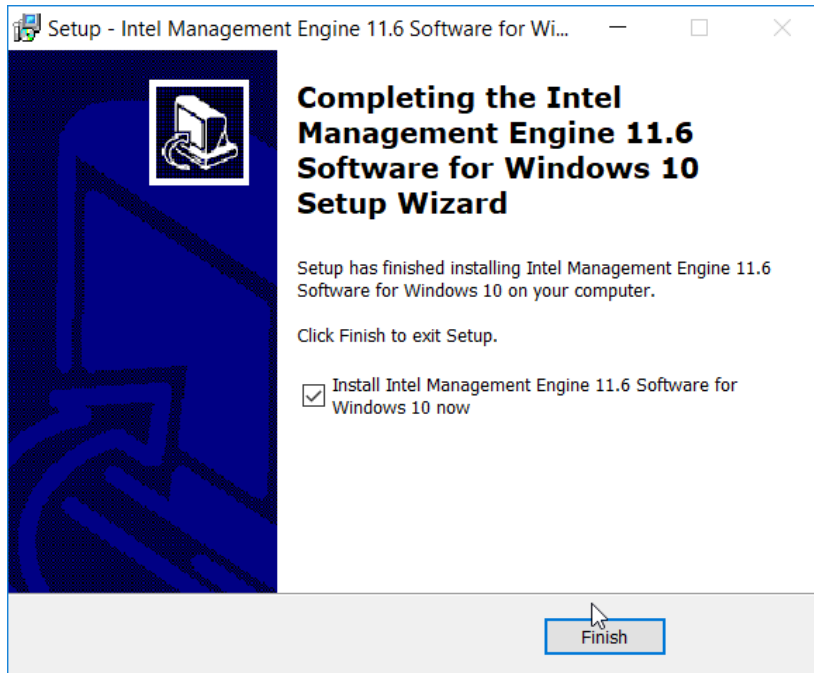 Setup - Intel Management Engine 11.6 Software for Wi...
Completing the Intel
Management Engine 11.6
Software for Windows 10
Setup Wizard
Setup has finished installing Intel Management Engine 11.6
Software for Windows 10 on your computer.
Click Finish to exit Setup.
Install Intel Management Engine 11.6 Software for
Windows 10 now
Finish